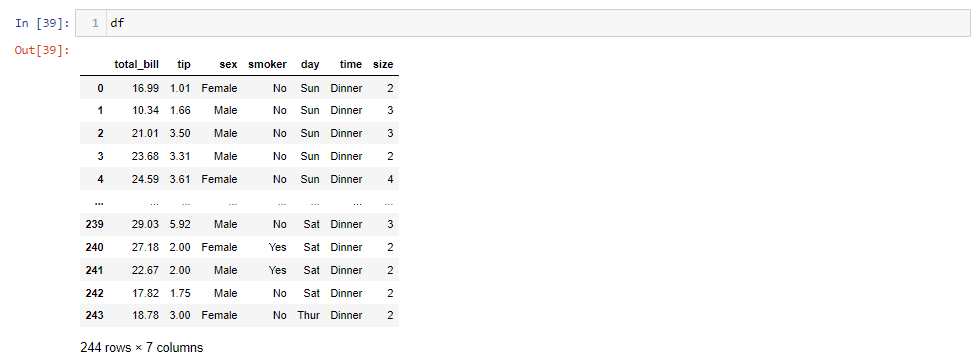 In [39]: 1 df
Out[39]:
total_bill tip sex smoker day time size
0 16.99 1.01 Female No Sun Dinner 2
1 10.34 1.66 Male No Sun Dinner 3
2 21.01 3.50 Male No Sun Dinner 3
3 23.68 3.31 Male No Sun Dinner 2
4 24.59 3.61 Female No Sun Dinner 4
... ... ... ... ... ... ... ...
239 29.03 5.92 Male No Sat Dinner 3
240 27.18 2.00 Female Yes Sat Dinner 2
241 22.67 2.00 Male Yes Sat Dinner 2
242 17.82 1.75 Male No Sat Dinner 2
243 18.78 3.00 Female No Thur Dinner 2
244 rows × 7 columns